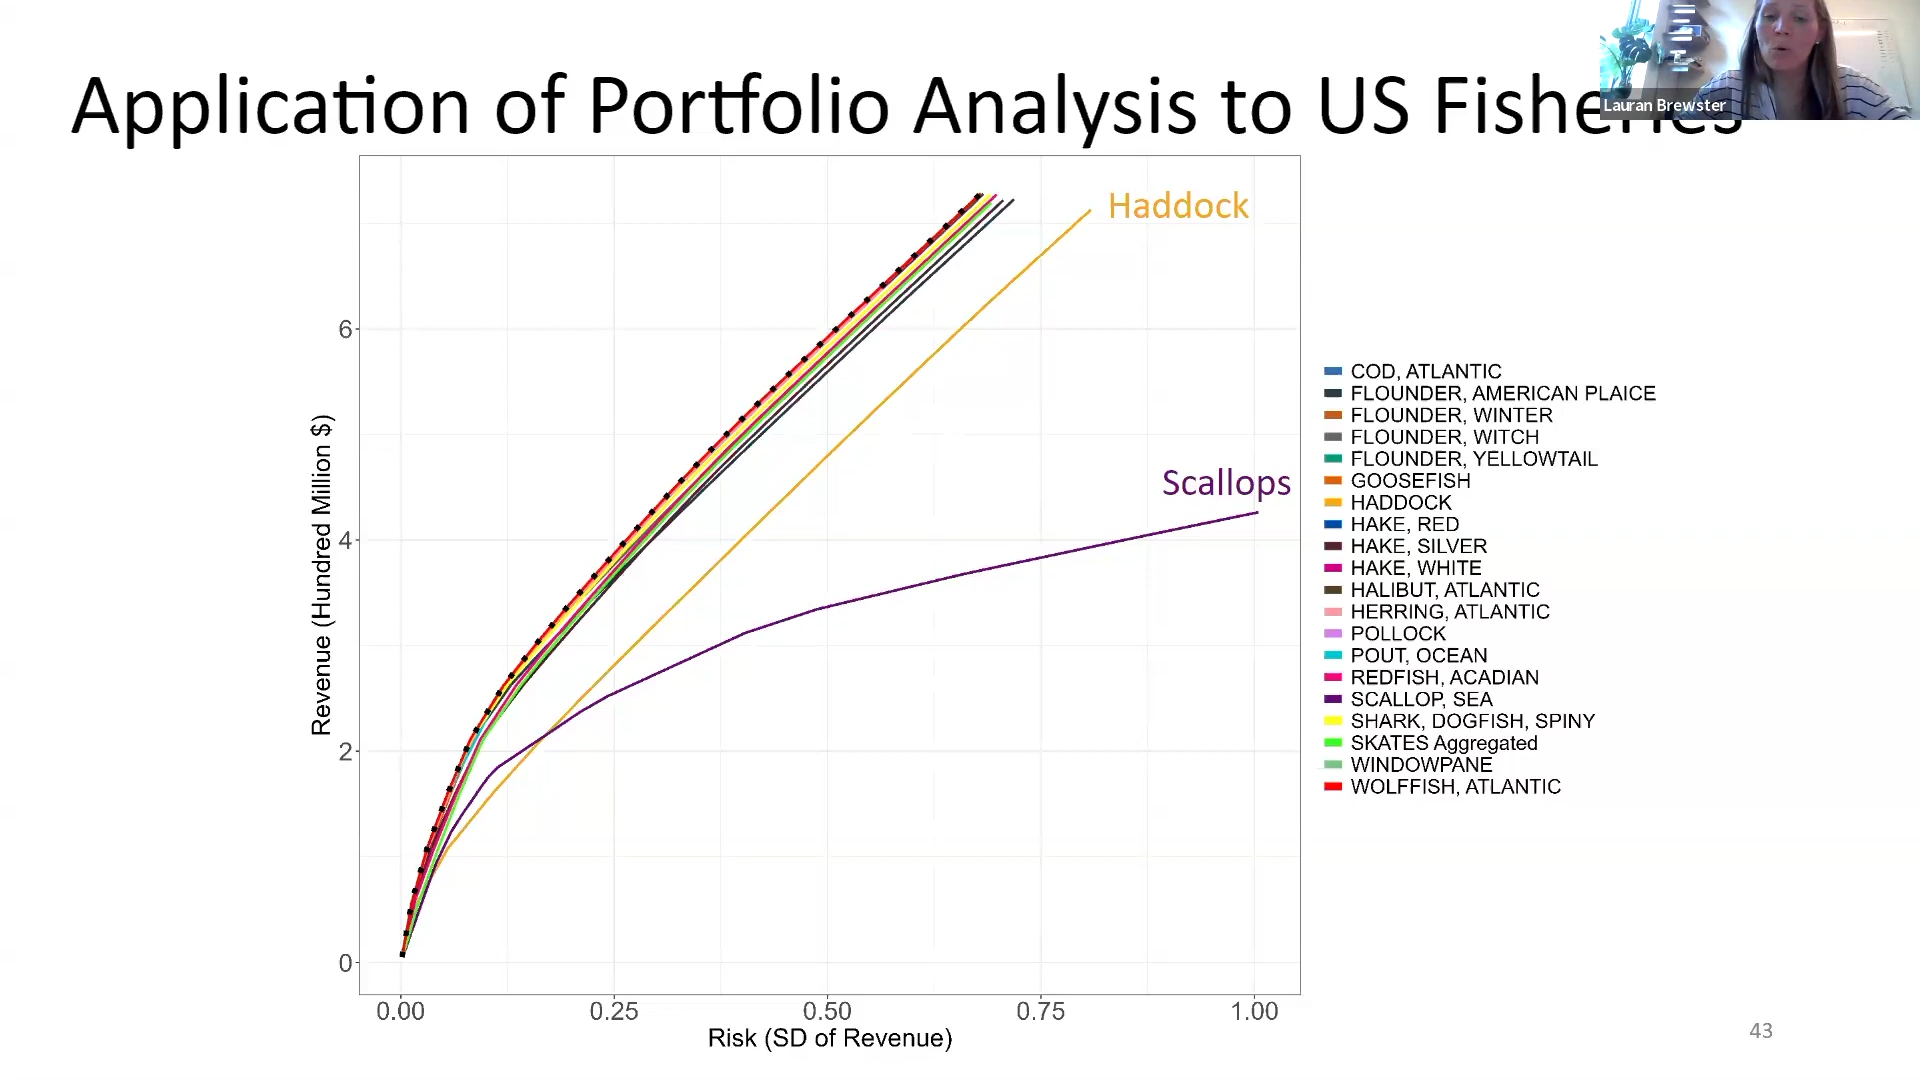 Application of Portfolio Analysis to US Fisheries
Lauran Brewster
Haddock
Scallops
Revenue (Hundred Million $)
6
4
2
0
0.00 0.25 0.50 0.75 1.00
Risk (SD of Revenue)
COD, ATLANTIC
FLOUNDER, AMERICAN PLAICE
FLOUNDER, WINTER
FLOUNDER, WITCH
FLOUNDER, YELLOWTAIL
GOOSEFISH
HADDOCK
HAKE, RED
HAKE, SILVER
HAKE, WHITE
HALIBUT, ATLANTIC
HERRING, ATLANTIC
POLLOCK
POUT, OCEAN
REDFISH, ACADIAN
SCALLOP, SEA
SHARK, DOGFISH, SPINY
SKATES Aggregated
WINDOWPANE
WOLFFISH, ATLANTIC
43